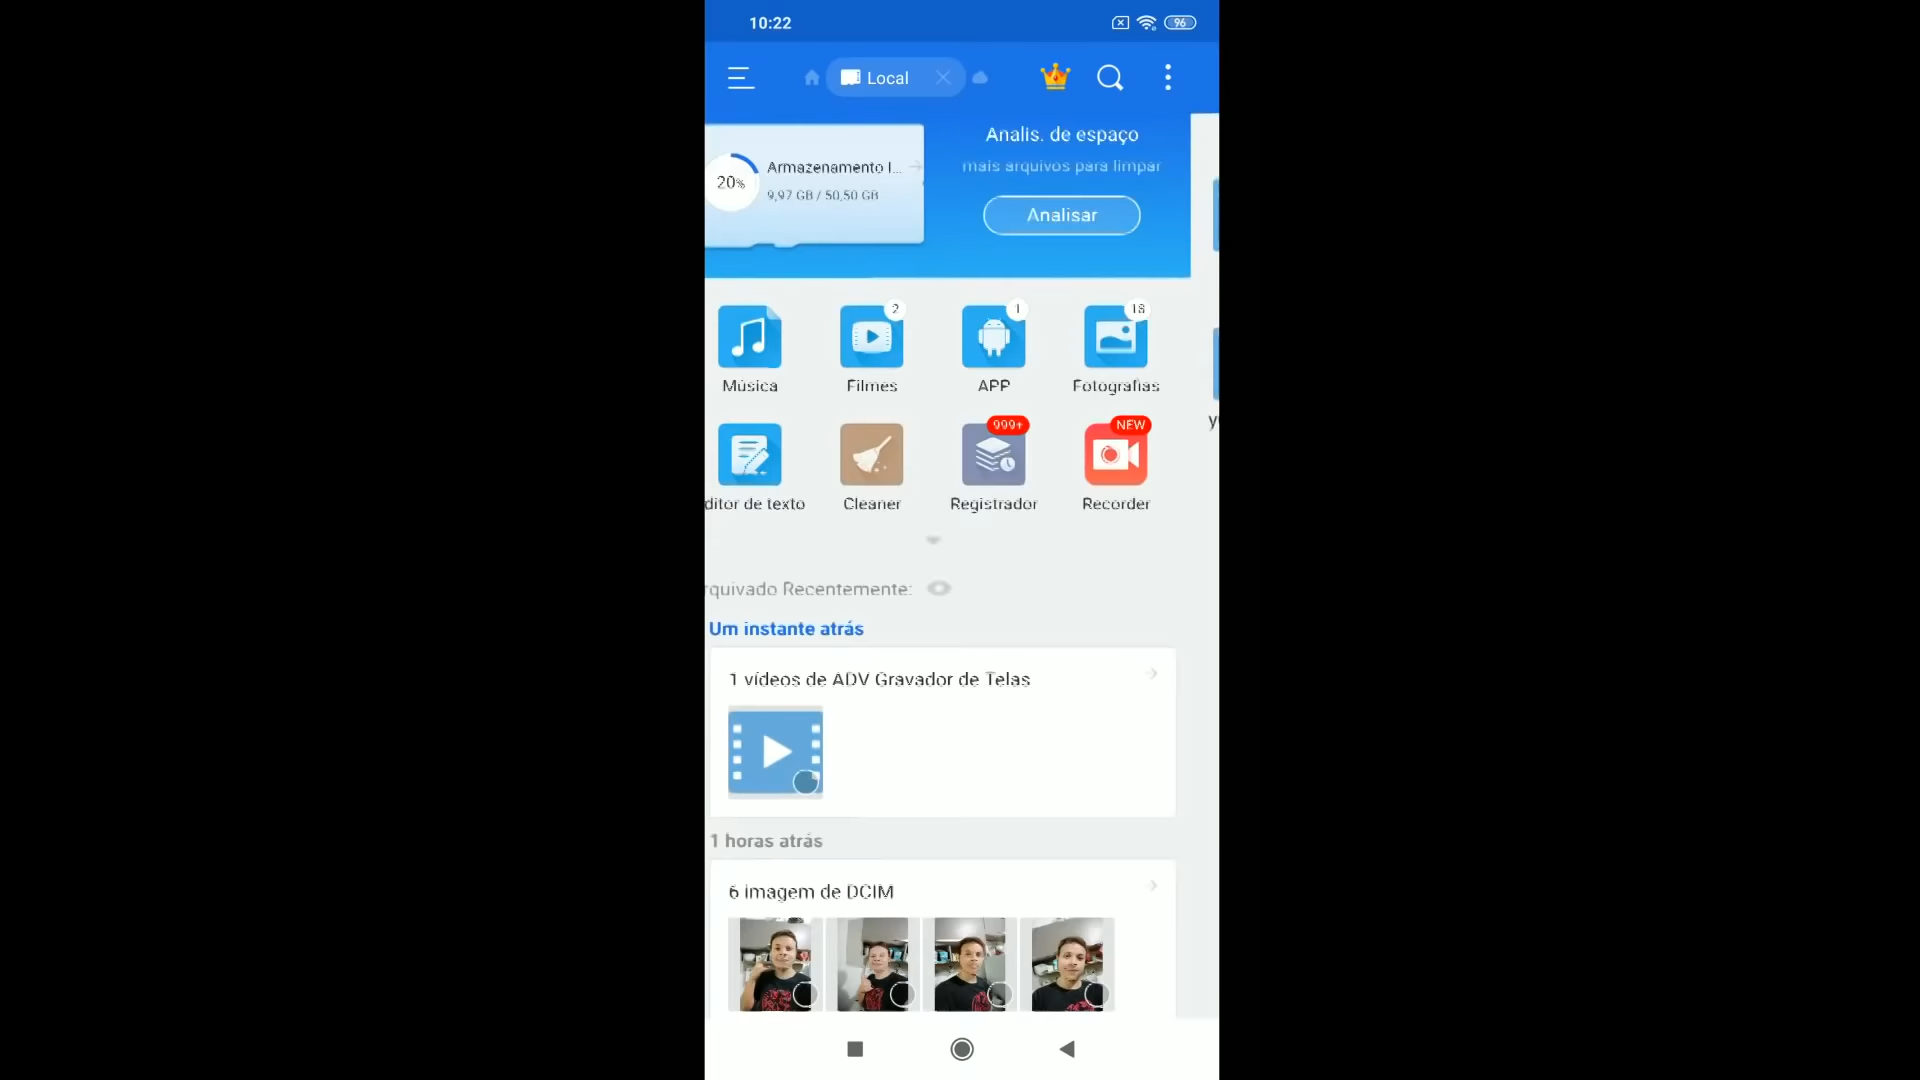 10:22
96
Local
Analis. de espaço
mais arquivos para limpar
Analisar
20%
Armazenamento I...
9,97 GB / 50,50 GB
2
1
18
Música
Filmes
APP
Fotografias
999+
NEW
ditor de texto
Cleaner
Registrador
Recorder
rquivado Recentemente:
Um instante atrás
1 vídeos de ADV Gravador de Telas
1 horas atrás
6 imagem de DCIM